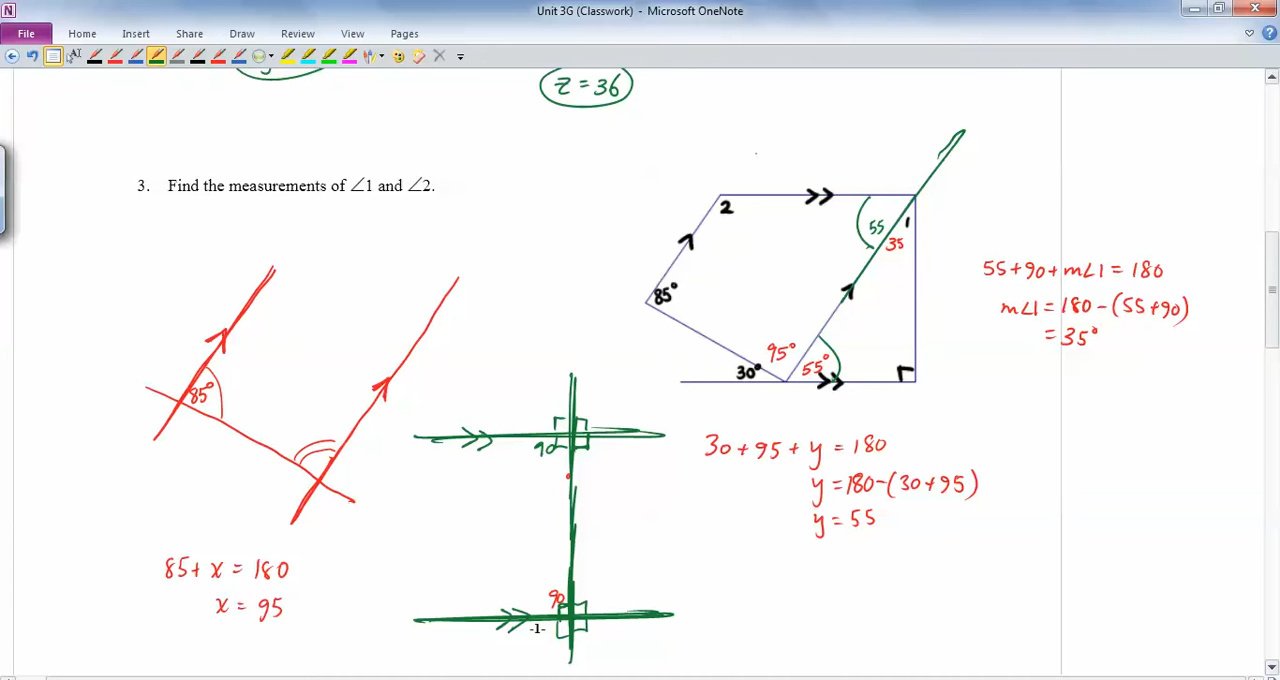 Unit 3G (Classwork) - Microsoft OneNote
File Home Insert Share Draw Review View Pages
z = 36
3. Find the measurements of ∠1 and ∠2.
2
55
1
35
85°
95°
55°
30°
55+90+m∠1 = 180
m∠1 = 180-(55+90)
= 35°
85°
90
30+95+y = 180
y = 180-(30+95)
y = 55
85+x = 180
x = 95
90
-1-